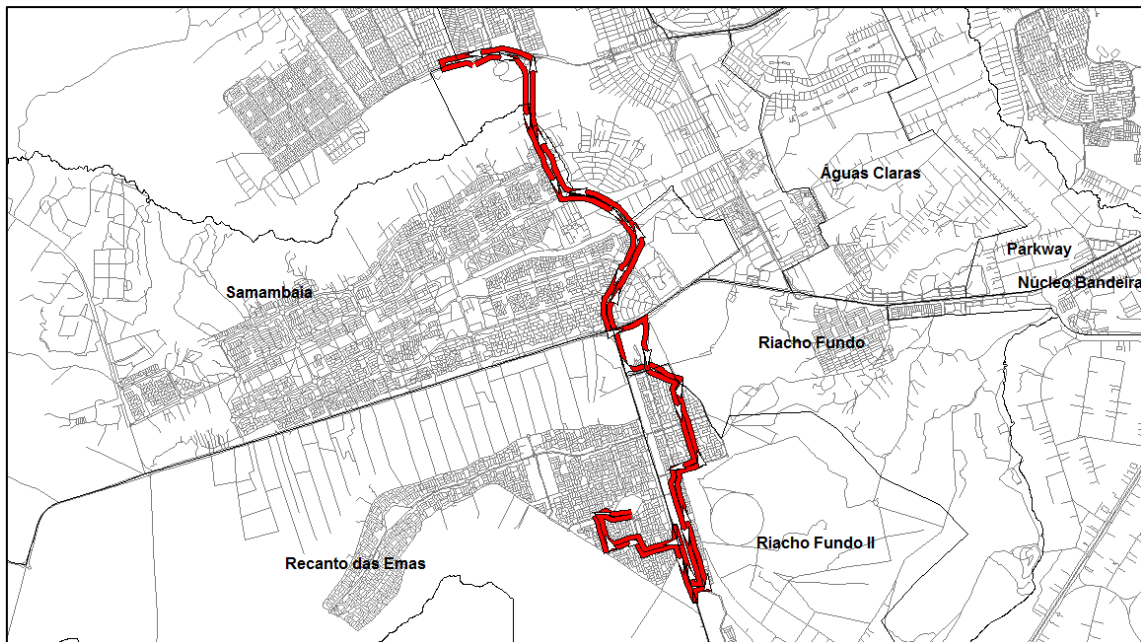 Águas Claras
Parkway
Núcleo Bandeira
Samambaia
Riacho Fundo
Riacho Fundo II
Recanto das Emas